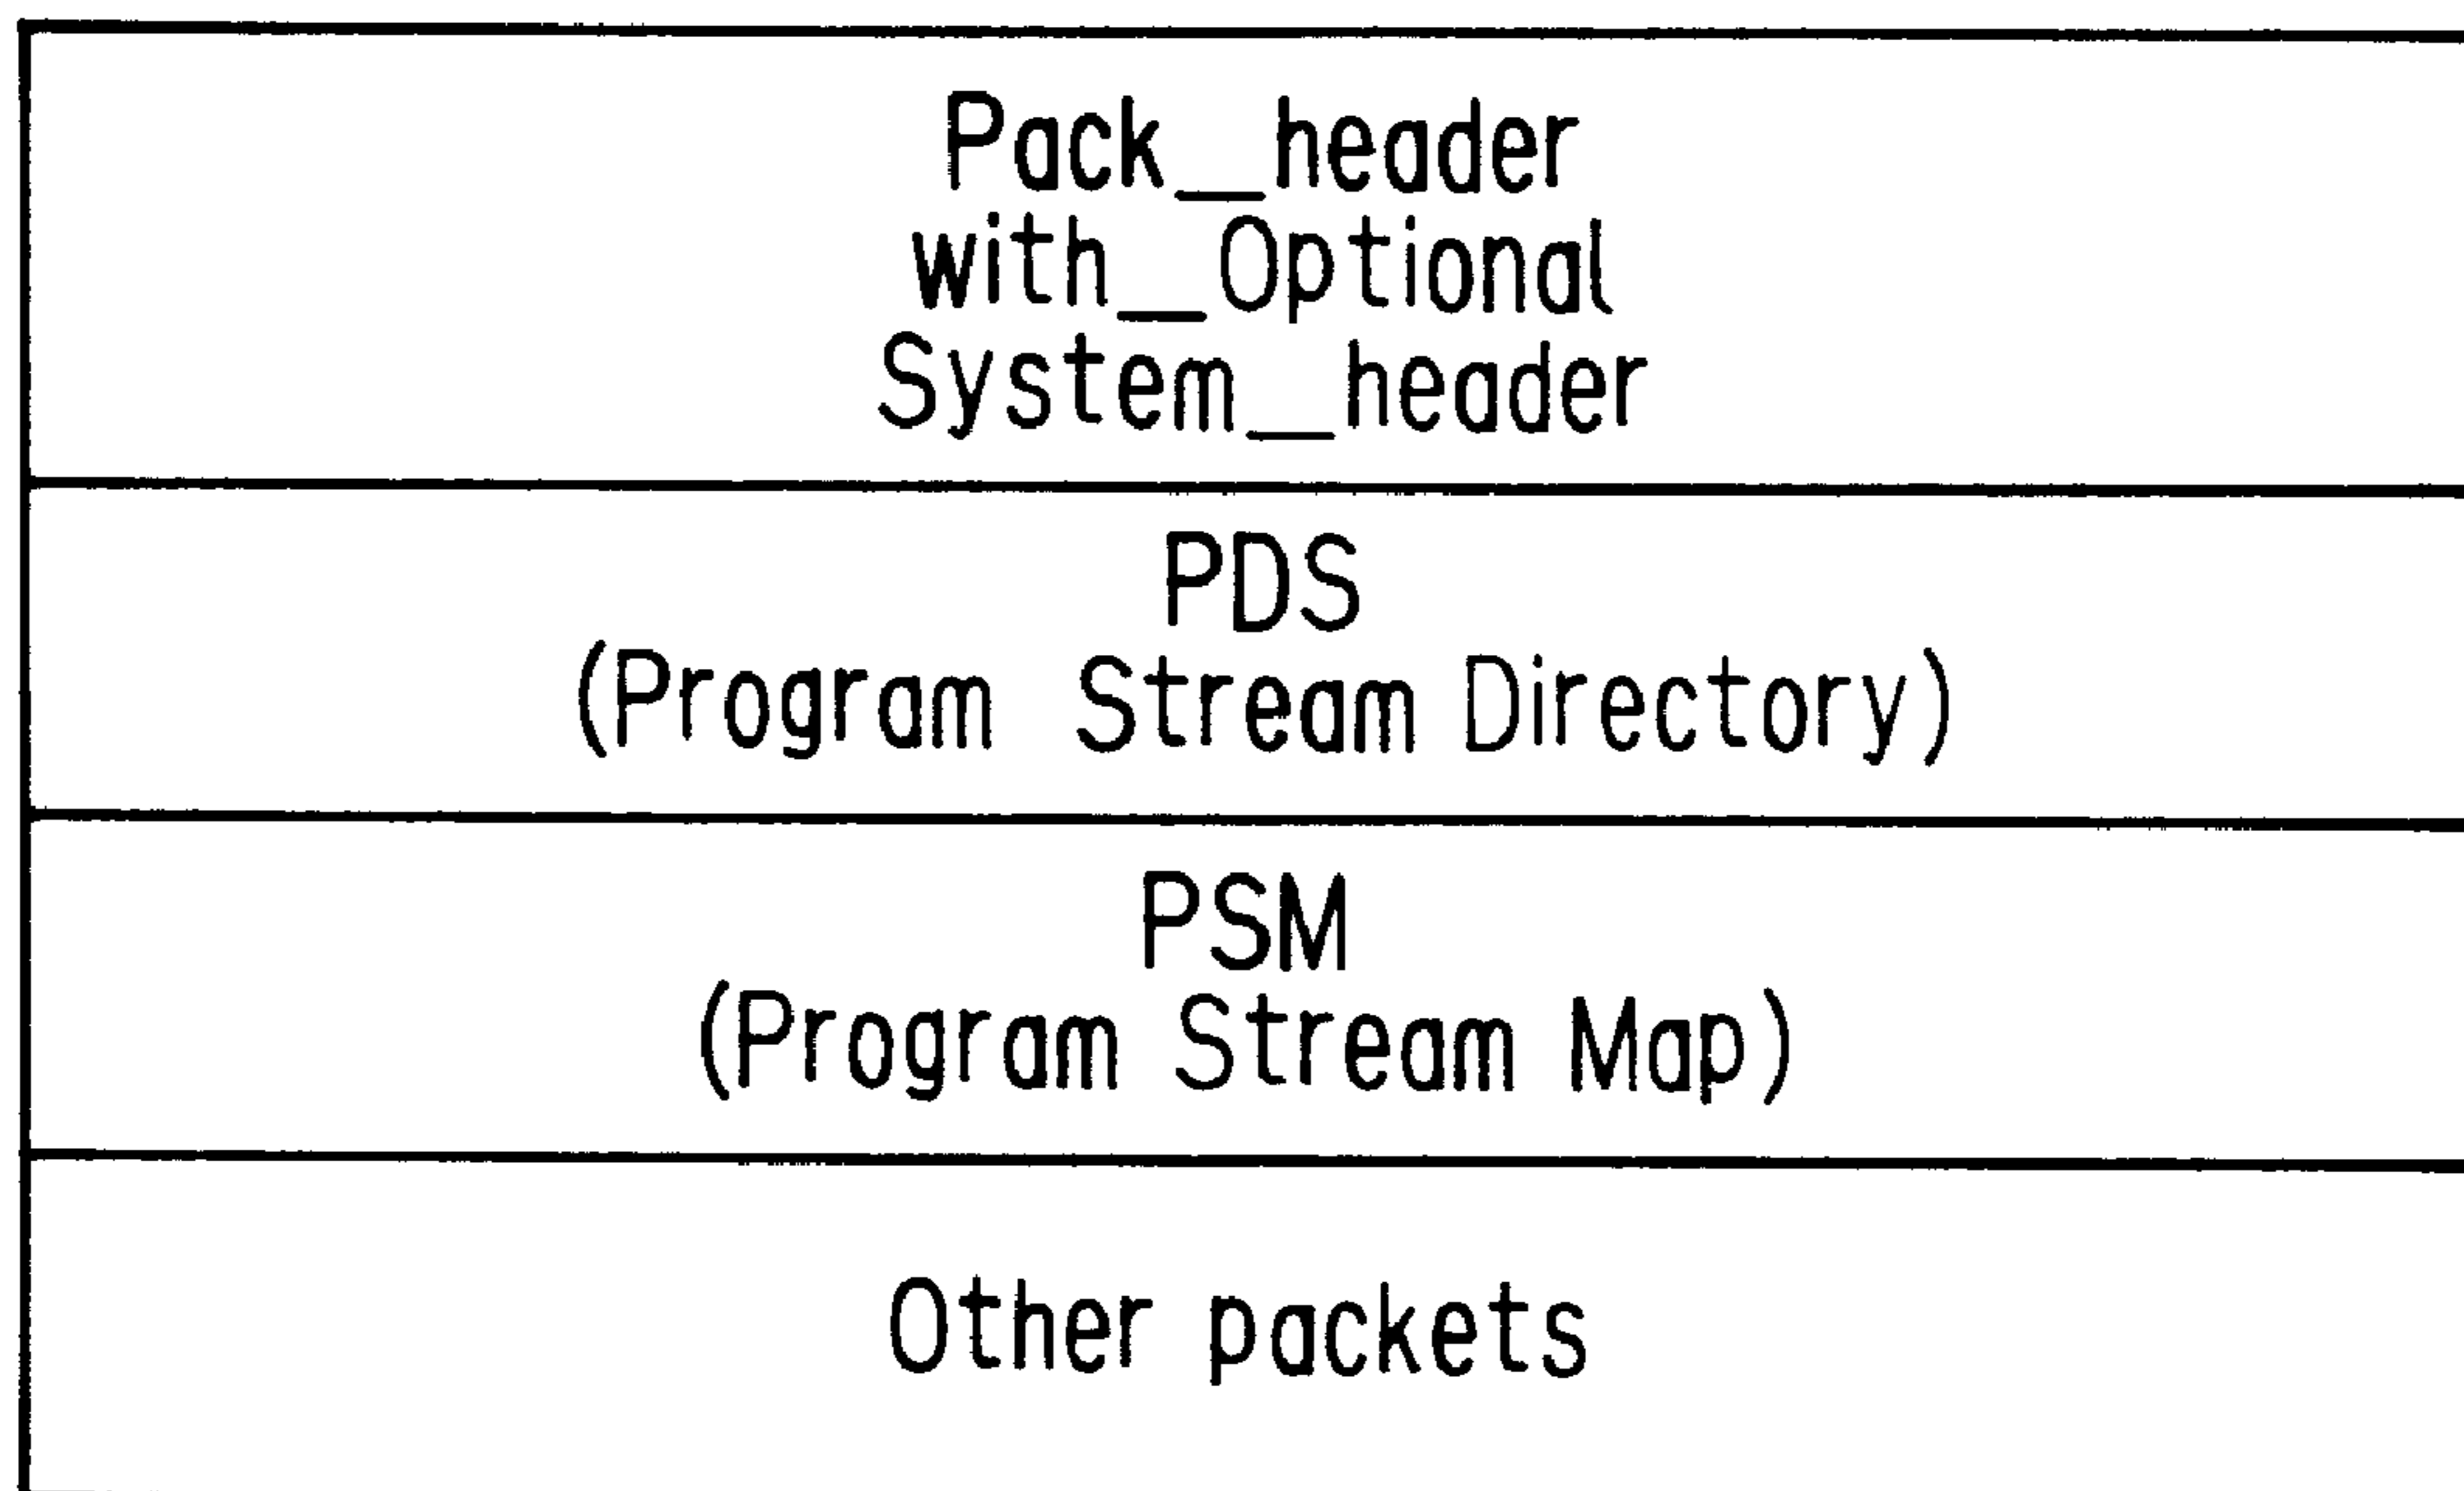 Pack_header
with_Optional
System_header
PDS
(Program Stream Directory)
PSM
(Program Stream Map)
Other packets